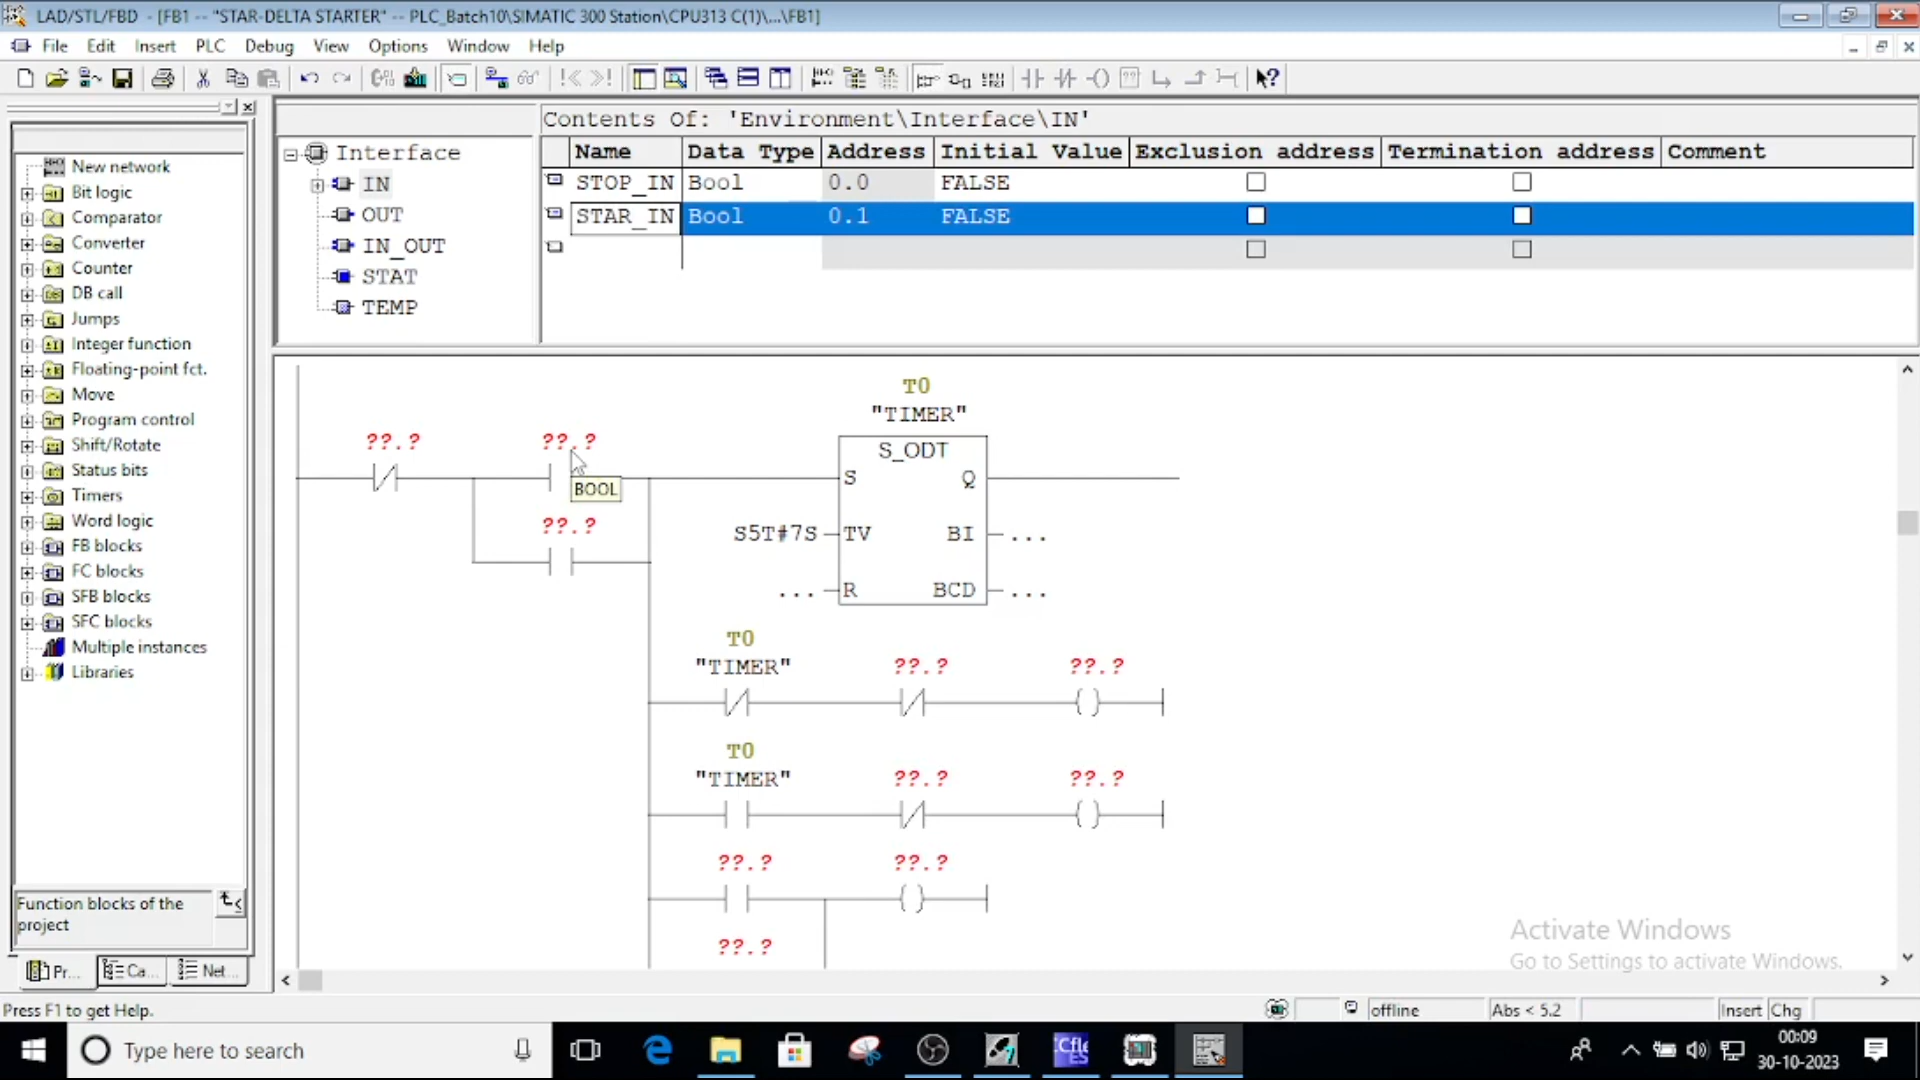 LAD/STL/FBD - [FB1 -- "STAR-DELTA STARTER" -- PLC_Batch10\SIMATIC 300 Station\CPU313 C(1)\...\FB1]
File Edit Insert PLC Debug View Options Window Help
New network
Bit logic
Comparator
Converter
Counter
DB call
Jumps
Integer function
Floating-point fct.
Move
Program control
Shift/Rotate
Status bits
Timers
Word logic
FB blocks
FC blocks
SFB blocks
SFC blocks
Multiple instances
Libraries
Function blocks of the
project
Pr... Ca... Net...
Interface
IN
OUT
IN_OUT
STAT
TEMP
Contents Of: 'Environment\Interface\IN'
Name Data Type Address Initial Value Exclusion address Termination address Comment
STOP_IN Bool 0.0 FALSE
STAR_IN Bool 0.1 FALSE
T0
"TIMER"
??.? ??.? S_ODT
S Q
BOOL
??.?
S5T#7S TV BI ...
... R BCD ...
T0
"TIMER" ??.? ??.?
T0
"TIMER" ??.? ??.?
??.? ??.?
??.?
Activate Windows
Go to Settings to activate Windows.
Press F1 to get Help.
offline Abs < 5.2 Insert Chg
Type here to search
00:09
30-10-2023